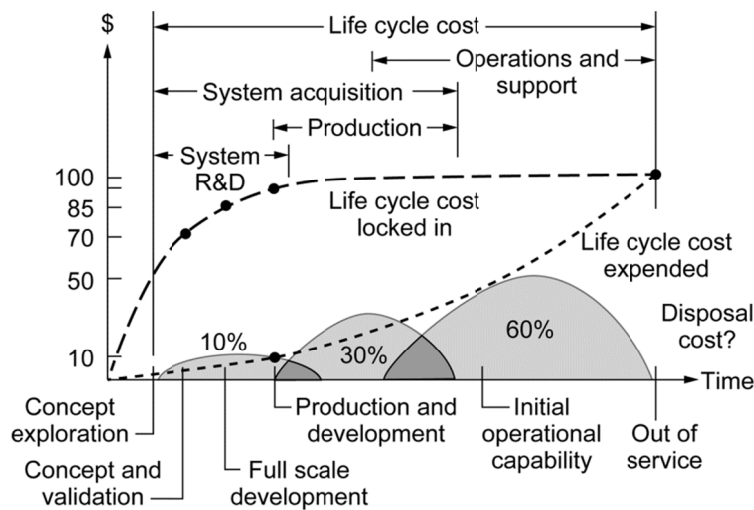 $
Life cycle cost
Operations and
support
System acquisition
Production
System
R&D
100
85
70
50
10
Life cycle cost
locked in
Life cycle cost
expended
Disposal
cost?
10%
30%
60%
Time
Concept
exploration
Production and
development
Initial
operational
capability
Out of
service
Concept and
validation
Full scale
development